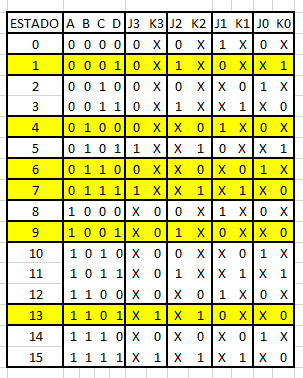 ESTADO A B C D J3 K3 J2 K2 J1 K1 J0 K0
0 0 0 0 0 0 X 0 X 1 X 0 X
1 0 0 0 1 0 X 1 X 0 X X 1
2 0 0 1 0 0 X 0 X X 0 1 X
3 0 0 1 1 0 X 1 X X 1 X 0
4 0 1 0 0 0 X X 0 1 X 0 X
5 0 1 0 1 1 X X 1 0 X X 1
6 0 1 1 0 0 X X 0 X 0 1 X
7 0 1 1 1 1 X X 1 X 1 X 0
8 1 0 0 0 X 0 0 X 1 X 0 X
9 1 0 0 1 X 0 1 X 0 X X 0
10 1 0 1 0 X 0 0 X X 0 1 X
11 1 0 1 1 X 0 1 X X 1 X 1
12 1 1 0 0 X 0 X 0 1 X 0 X
13 1 1 0 1 X 1 X 1 0 X X 0
14 1 1 1 0 X 0 X 0 X 0 1 X
15 1 1 1 1 X 1 X 1 X 1 X 0